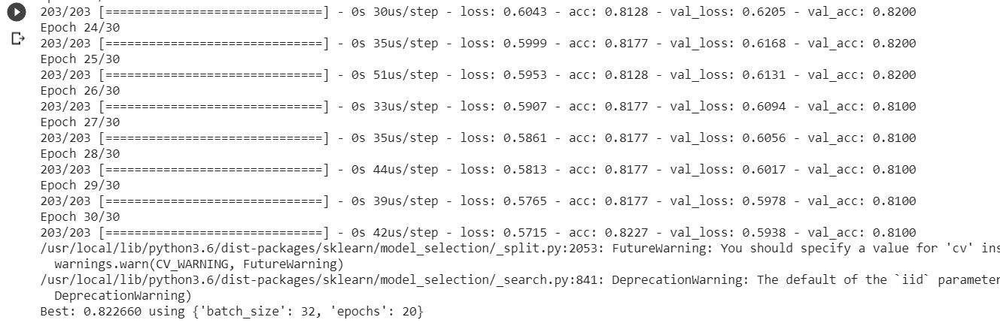 203/203 [==============================] - 0s 30us/step - loss: 0.6043 - acc: 0.8128 - val_loss: 0.6205 - val_acc: 0.8200
Epoch 24/30
203/203 [==============================] - 0s 35us/step - loss: 0.5999 - acc: 0.8177 - val_loss: 0.6168 - val_acc: 0.8200
Epoch 25/30
203/203 [==============================] - 0s 51us/step - loss: 0.5953 - acc: 0.8128 - val_loss: 0.6131 - val_acc: 0.8200
Epoch 26/30
203/203 [==============================] - 0s 33us/step - loss: 0.5907 - acc: 0.8177 - val_loss: 0.6094 - val_acc: 0.8100
Epoch 27/30
203/203 [==============================] - 0s 35us/step - loss: 0.5861 - acc: 0.8177 - val_loss: 0.6056 - val_acc: 0.8100
Epoch 28/30
203/203 [==============================] - 0s 44us/step - loss: 0.5813 - acc: 0.8177 - val_loss: 0.6017 - val_acc: 0.8100
Epoch 29/30
203/203 [==============================] - 0s 39us/step - loss: 0.5765 - acc: 0.8177 - val_loss: 0.5978 - val_acc: 0.8100
Epoch 30/30
203/203 [==============================] - 0s 42us/step - loss: 0.5715 - acc: 0.8227 - val_loss: 0.5938 - val_acc: 0.8100
/usr/local/lib/python3.6/dist-packages/sklearn/model_selection/_split.py:2053: FutureWarning: You should specify a value for 'cv' ins
warnings.warn(CV_WARNING, FutureWarning)
/usr/local/lib/python3.6/dist-packages/sklearn/model_selection/_search.py:841: DeprecationWarning: The default of the `iid` parameter
DeprecationWarning)
Best: 0.822660 using {'batch_size': 32, 'epochs': 20}